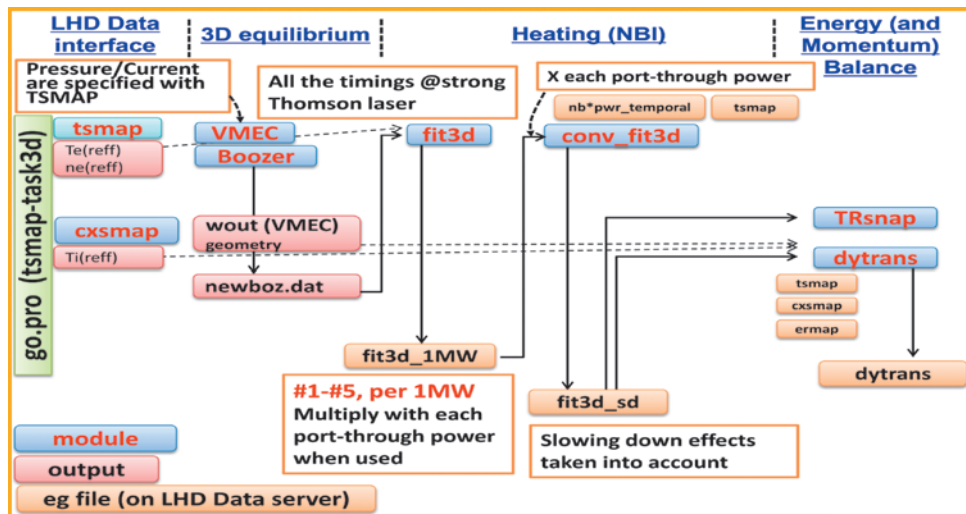 LHD Data
interface
3D equilibrium
Heating (NBI)
Energy (and
Momentum)
Balance
Pressure/Current
are specified with
TSMAP
All the timings @strong
Thomson laser
X each port-through power
nb*pwr_temporal
tsmap
go.pro (tsmap-task3d)
tsmap
Te(reff)
ne(reff)
VMEC
Boozer
fit3d
conv_fit3d
cxsmap
Ti(reff)
wout (VMEC)
geometry
newboz.dat
TRsnap
dytrans
tsmap
cxsmap
ermap
fit3d_1MW
dytrans
#1-#5, per 1MW
Multiply with each
port-through power
when used
fit3d_sd
Slowing down effects
taken into account
module
output
eg file (on LHD Data server)